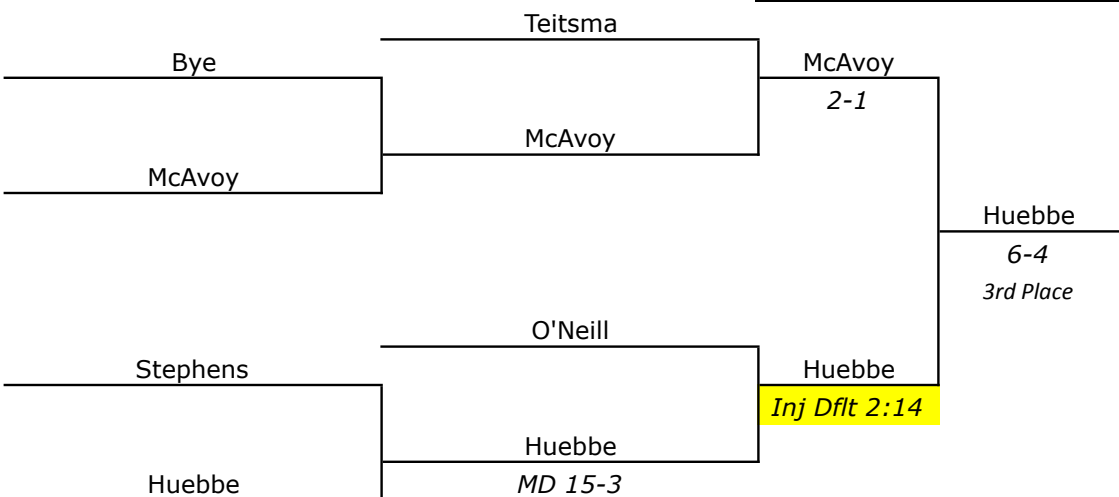 Teitsma
Bye
McAvoy
2-1
McAvoy
McAvoy
Huebbe
6-4
3rd Place
O'Neill
Stephens
Huebbe
Inj Dflt 2:14
Huebbe
Huebbe
MD 15-3